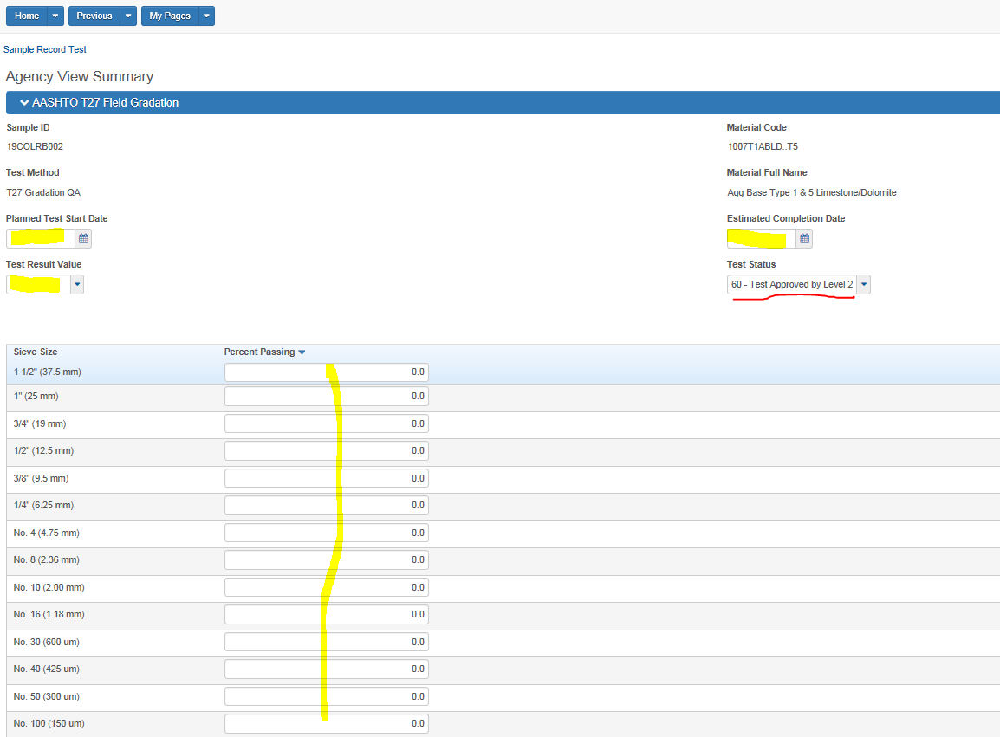 Home Previous My Pages
Sample Record Test
Agency View Summary
AASHTO T27 Field Gradation
Sample ID
19COLRB002
Material Code
1007T1ABLD..T5
Test Method
T27 Gradation QA
Material Full Name
Agg Base Type 1 & 5 Limestone/Dolomite
Planned Test Start Date
Estimated Completion Date
Test Result Value
Test Status
60 - Test Approved by Level 2
Sieve Size Percent Passing
1 1/2" (37.5 mm) 0.0
1" (25 mm) 0.0
3/4" (19 mm) 0.0
1/2" (12.5 mm) 0.0
3/8" (9.5 mm) 0.0
1/4" (6.25 mm) 0.0
No. 4 (4.75 mm) 0.0
No. 8 (2.36 mm) 0.0
No. 10 (2.00 mm) 0.0
No. 16 (1.18 mm) 0.0
No. 30 (600 um) 0.0
No. 40 (425 um) 0.0
No. 50 (300 um) 0.0
No. 100 (150 um) 0.0